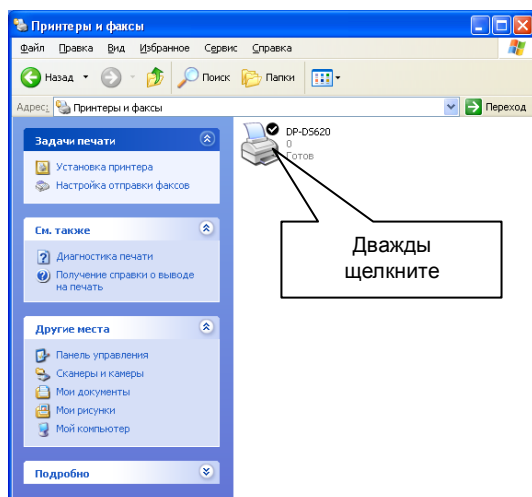 Принтеры и факсы
Файл Правка Вид Избранное Сервис Справка
Назад Поиск Папки
Адрес: Принтеры и факсы Переход
Задачи печати
Установка принтера
Настройка отправки факсов
См. также
Диагностика печати
Получение справки о выводе
на печать
Другие места
Панель управления
Сканеры и камеры
Мои документы
Мои рисунки
Мой компьютер
Подробно
DP-DS620
0
Готов
Дважды
щелкните